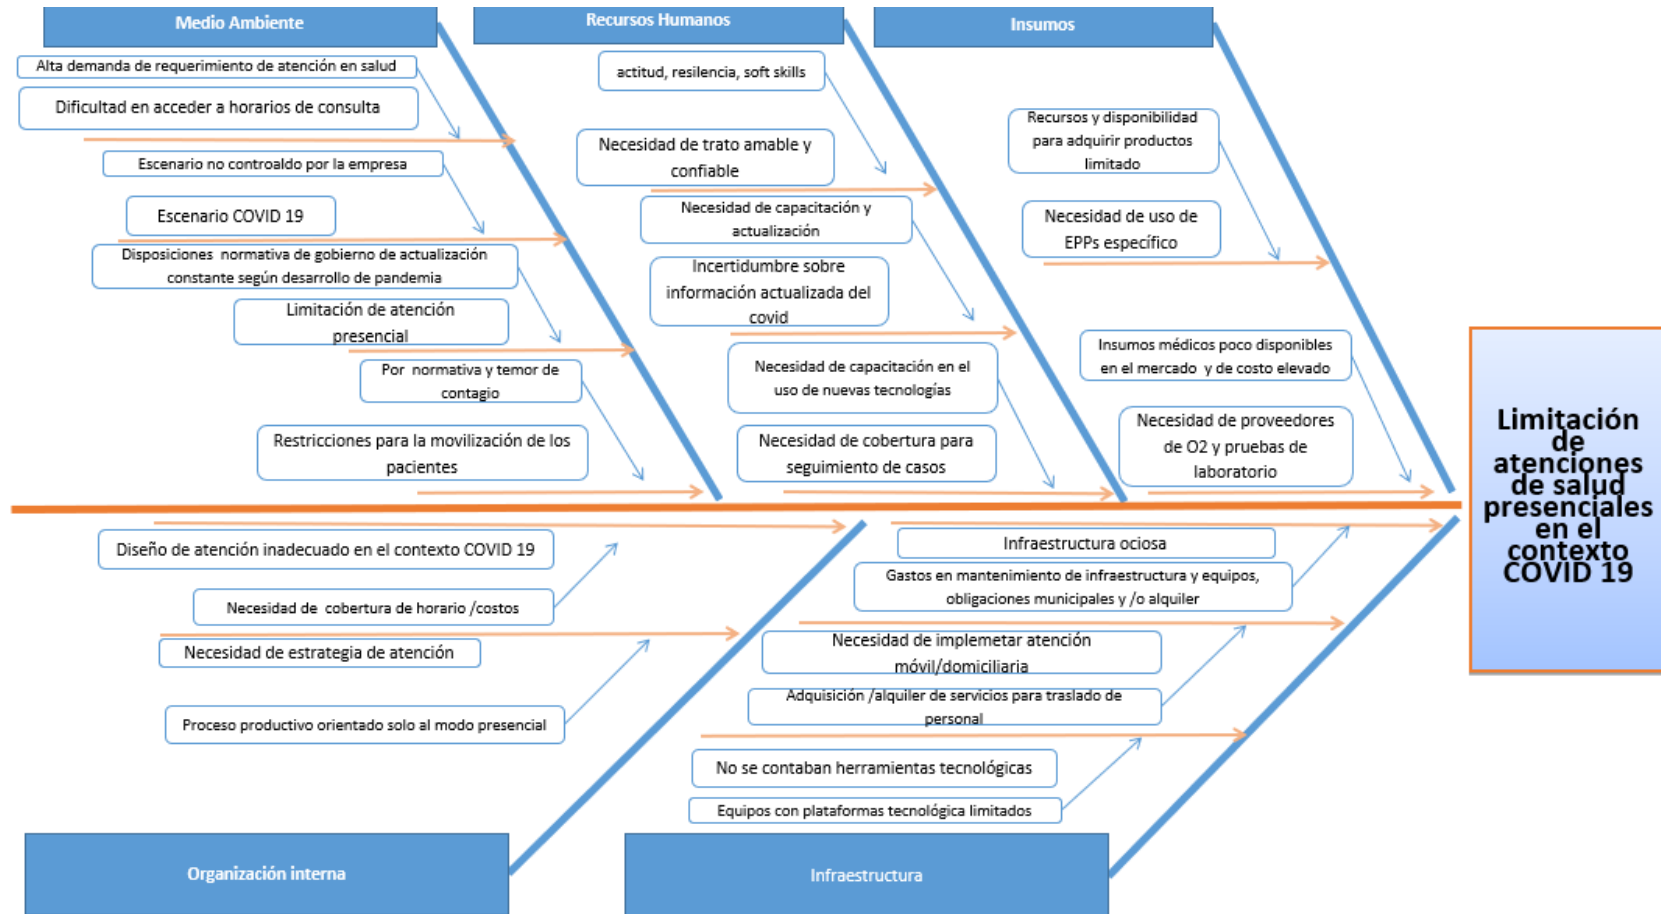 Medio Ambiente
Alta demanda de requerimiento de atención en salud
Dificultad en acceder a horarios de consulta
Escenario no controaldo por la empresa
Escenario COVID 19
Disposiciones normativa de gobierno de actualización
constante según desarrollo de pandemia
Limitación de atención
presencial
Por normativa y temor de
contagio
Restricciones para la movilización de los
pacientes
Recursos Humanos
actitud, resilencia, soft skills
Necesidad de trato amable y
confiable
Necesidad de capacitación y
actualización
Incertidumbre sobre
información actualizada del
covid
Necesidad de capacitación en el
uso de nuevas tecnologías
Necesidad de cobertura para
seguimiento de casos
Insumos
Recursos y disponibilidad
para adquirir productos
limitado
Necesidad de uso de
EPPs específico
Insumos médicos poco disponibles
en el mercado y de costo elevado
Necesidad de proveedores
de O2 y pruebas de
laboratorio
Limitación
de
atenciones
de salud
presenciales
en el
contexto
COVID 19
Diseño de atención inadecuado en el contexto COVID 19
Necesidad de cobertura de horario /costos
Necesidad de estrategia de atención
Proceso productivo orientado solo al modo presencial
Organización interna
Infraestructura ociosa
Gastos en mantenimiento de infraestructura y equipos,
obligaciones municipales y /o alquiler
Necesidad de implemetar atención
móvil/domiciliaria
Adquisición /alquiler de servicios para traslado de
personal
No se contaban herramientas tecnológicas
Equipos con plataformas tecnológica limitados
Infraestructura